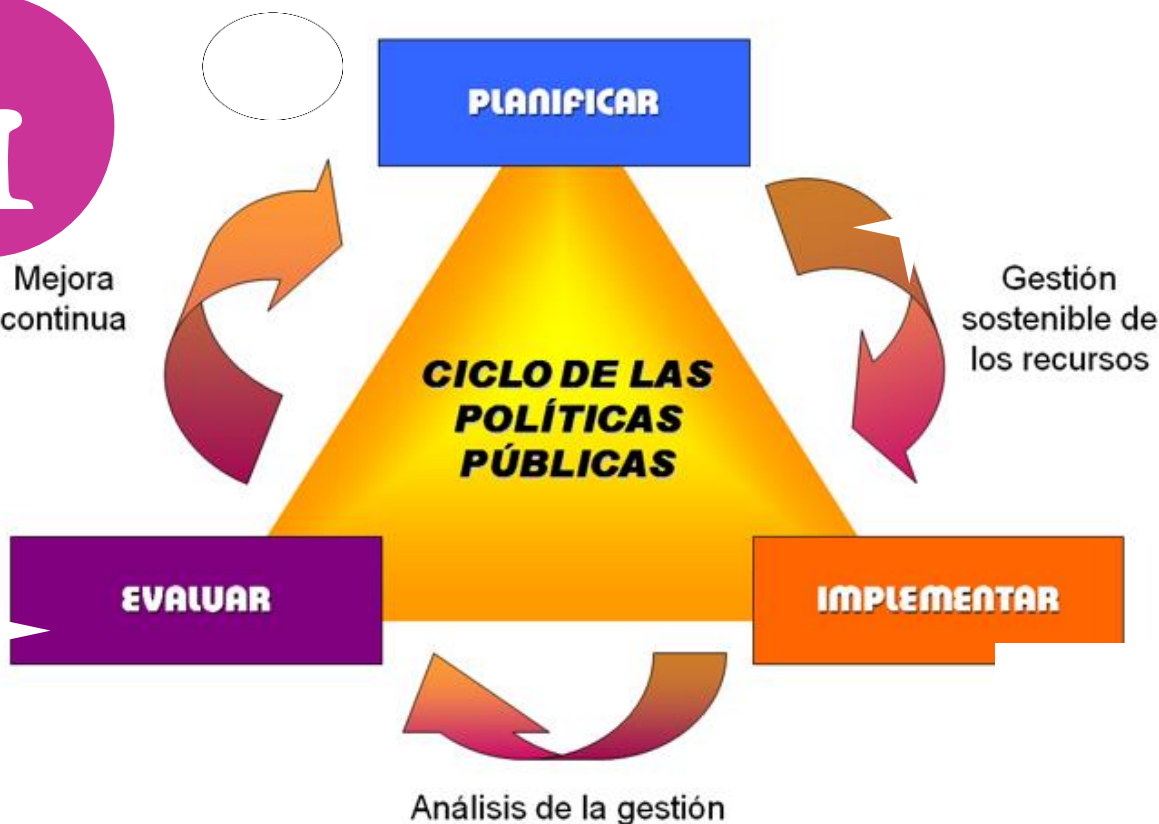 PLANIFICAR
Mejora
continua
Gestión
sostenible de
los recursos
CICLO DE LAS
POLÍTICAS
PÚBLICAS
EVALUAR
IMPLEMENTAR
Análisis de la gestión